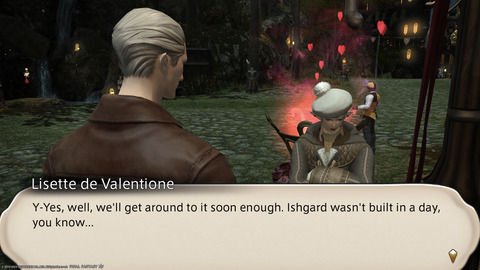 Lisette de Valentione
Y-Yes, well, we'll get around to it soon enough. Ishgard wasn't built in a day,
you know...